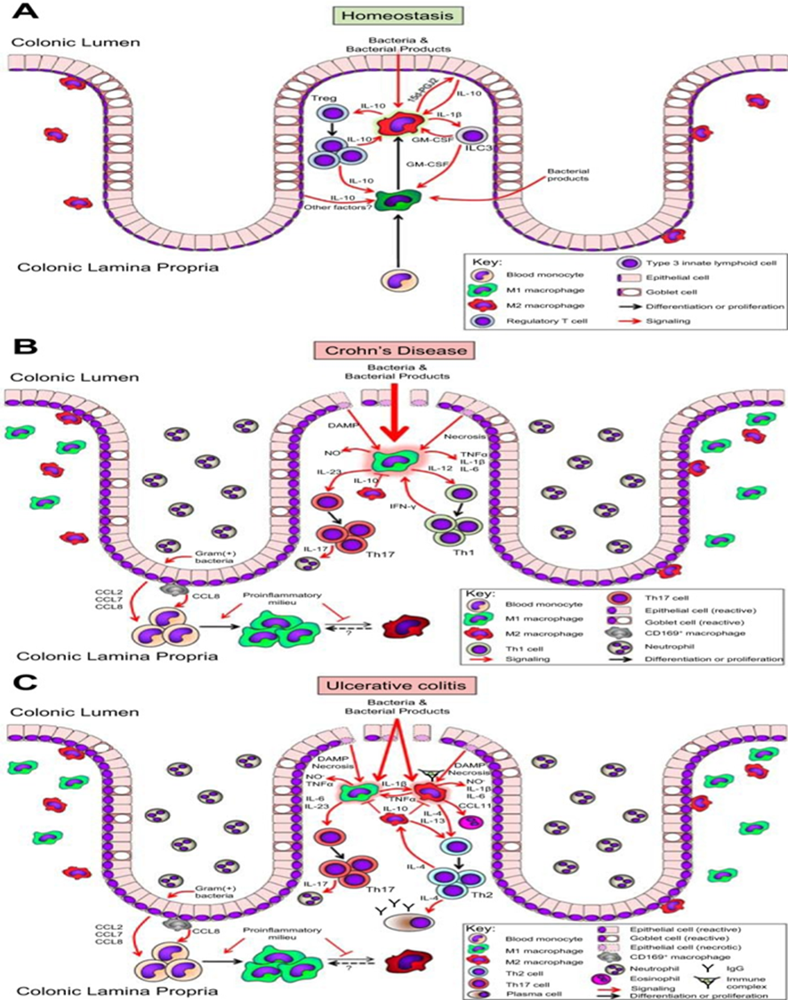 A
Homeostasis
Colonic Lumen
Bacteria &
Bacterial Products
15d-PGJ2
IL-10
Treg
IL-10
IL-1β
IL-10
GM-CSF
ILC3
GM-CSF
IL-10
Bacterial
products
IL-10
Other factors?
Colonic Lamina Propria
Key:
Blood monocyte
M1 macrophage
M2 macrophage
Regulatory T cell
Type 3 innate lymphoid cell
Epithelial cell
Goblet cell
Differentiation or proliferation
Signaling
B
Crohn's Disease
Colonic Lumen
Bacteria &
Bacterial Products
DAMP
Necrosis
NO
TNFα
IL-1β
IL-6
IL-23
IL-12
IL-10
IFN-γ
IL-17
Th17
Th1
Gram(+)
bacteria
CCL2
CCL7
CCL8
CCL8
Proinflammatory
milieu
?
Colonic Lamina Propria
Key:
Blood monocyte
M1 macrophage
M2 macrophage
Th1 cell
Signaling
Th17 cell
Epithelial cell (reactive)
Goblet cell (reactive)
CD169⁺ macrophage
Neutrophil
Differentiation or proliferation
C
Ulcerative colitis
Colonic Lumen
Bacteria &
Bacterial Products
DAMP
Necrosis
DAMP
Necrosis
NO-
TNFα
IL-1β
NO-
IL-1β
IL-6
IL-6
IL-23
TNFα
IL-10
IL-4
IL-13
CCL11
IL-4
IL-17
Th17
IL-4
Th2
Gram(+)
bacteria
CCL2
CCL7
CCL8
CCL8
Proinflammatory
milieu
?
Colonic Lamina Propria
Key:
Blood monocyte
M1 macrophage
M2 macrophage
Th2 cell
Th17 cell
Plasma cell
Epithelial cell (reactive)
Goblet cell (reactive)
Epithelial cell (necrotic)
CD169⁺ macrophage
Neutrophil
IgG
Eosinophil
Immune
complex
Signaling
Differentiation or proliferation